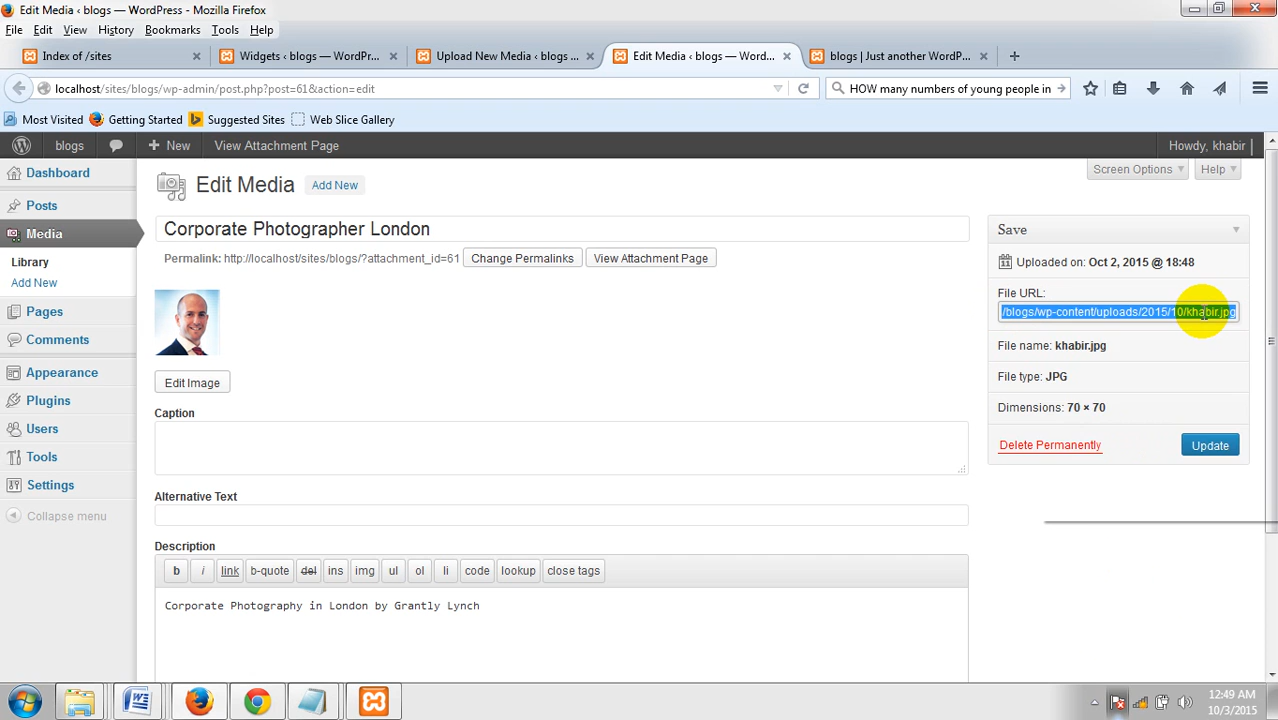 Edit Media ‹ blogs — WordPress - Mozilla Firefox
File Edit View History Bookmarks Tools Help
Index of /sites
Widgets ‹ blogs — WordPr...
Upload New Media ‹ blogs ...
Edit Media ‹ blogs — Word...
blogs | Just another WordP...
localhost/sites/blogs/wp-admin/post.php?post=61&action=edit
HOW many numbers of young people in
Most Visited Getting Started Suggested Sites Web Slice Gallery
blogs New View Attachment Page Howdy, khabir
Screen Options Help
Dashboard
Posts
Media
Library
Add New
Pages
Comments
Appearance
Plugins
Users
Tools
Settings
Collapse menu
Edit Media Add New
Corporate Photographer London
Permalink: http://localhost/sites/blogs/?attachment_id=61 Change Permalinks View Attachment Page
Edit Image
Caption
Alternative Text
Description
b i link b-quote del ins img ul ol li code lookup close tags
Corporate Photography in London by Grantly Lynch
Save
Uploaded on: Oct 2, 2015 @ 18:48
File URL:
/blogs/wp-content/uploads/2015/10/khabir.jpg
File name: khabir.jpg
File type: JPG
Dimensions: 70 × 70
Delete Permanently Update
12:49 AM
10/3/2015